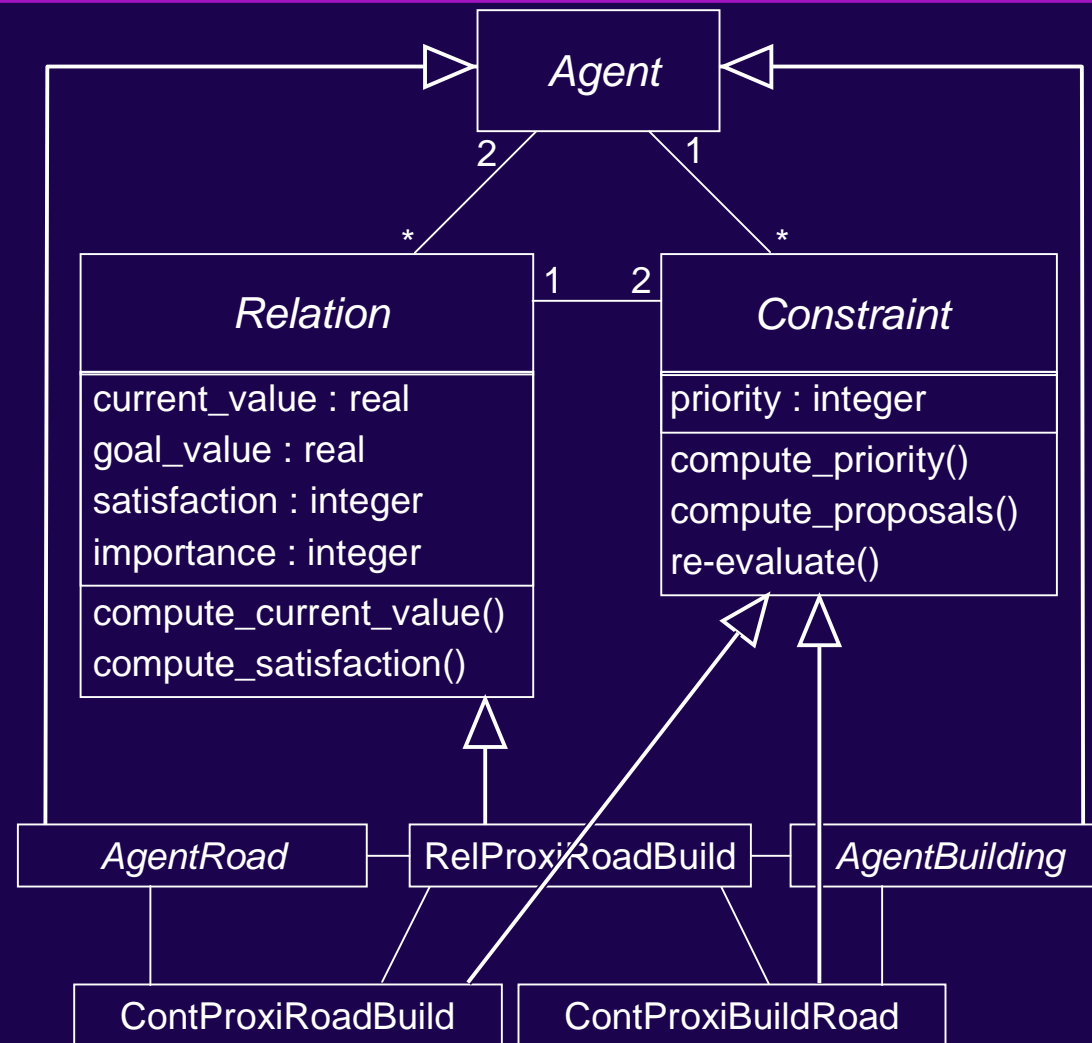 Agent
2
1
*
*
Relation
1
2
Constraint
current_value : real
goal_value : real
satisfaction : integer
importance : integer
compute_current_value()
compute_satisfaction()
priority : integer
compute_priority()
compute_proposals()
re-evaluate()
AgentRoad
RelProxiRoadBuild
AgentBuilding
ContProxiRoadBuild
ContProxiBuildRoad